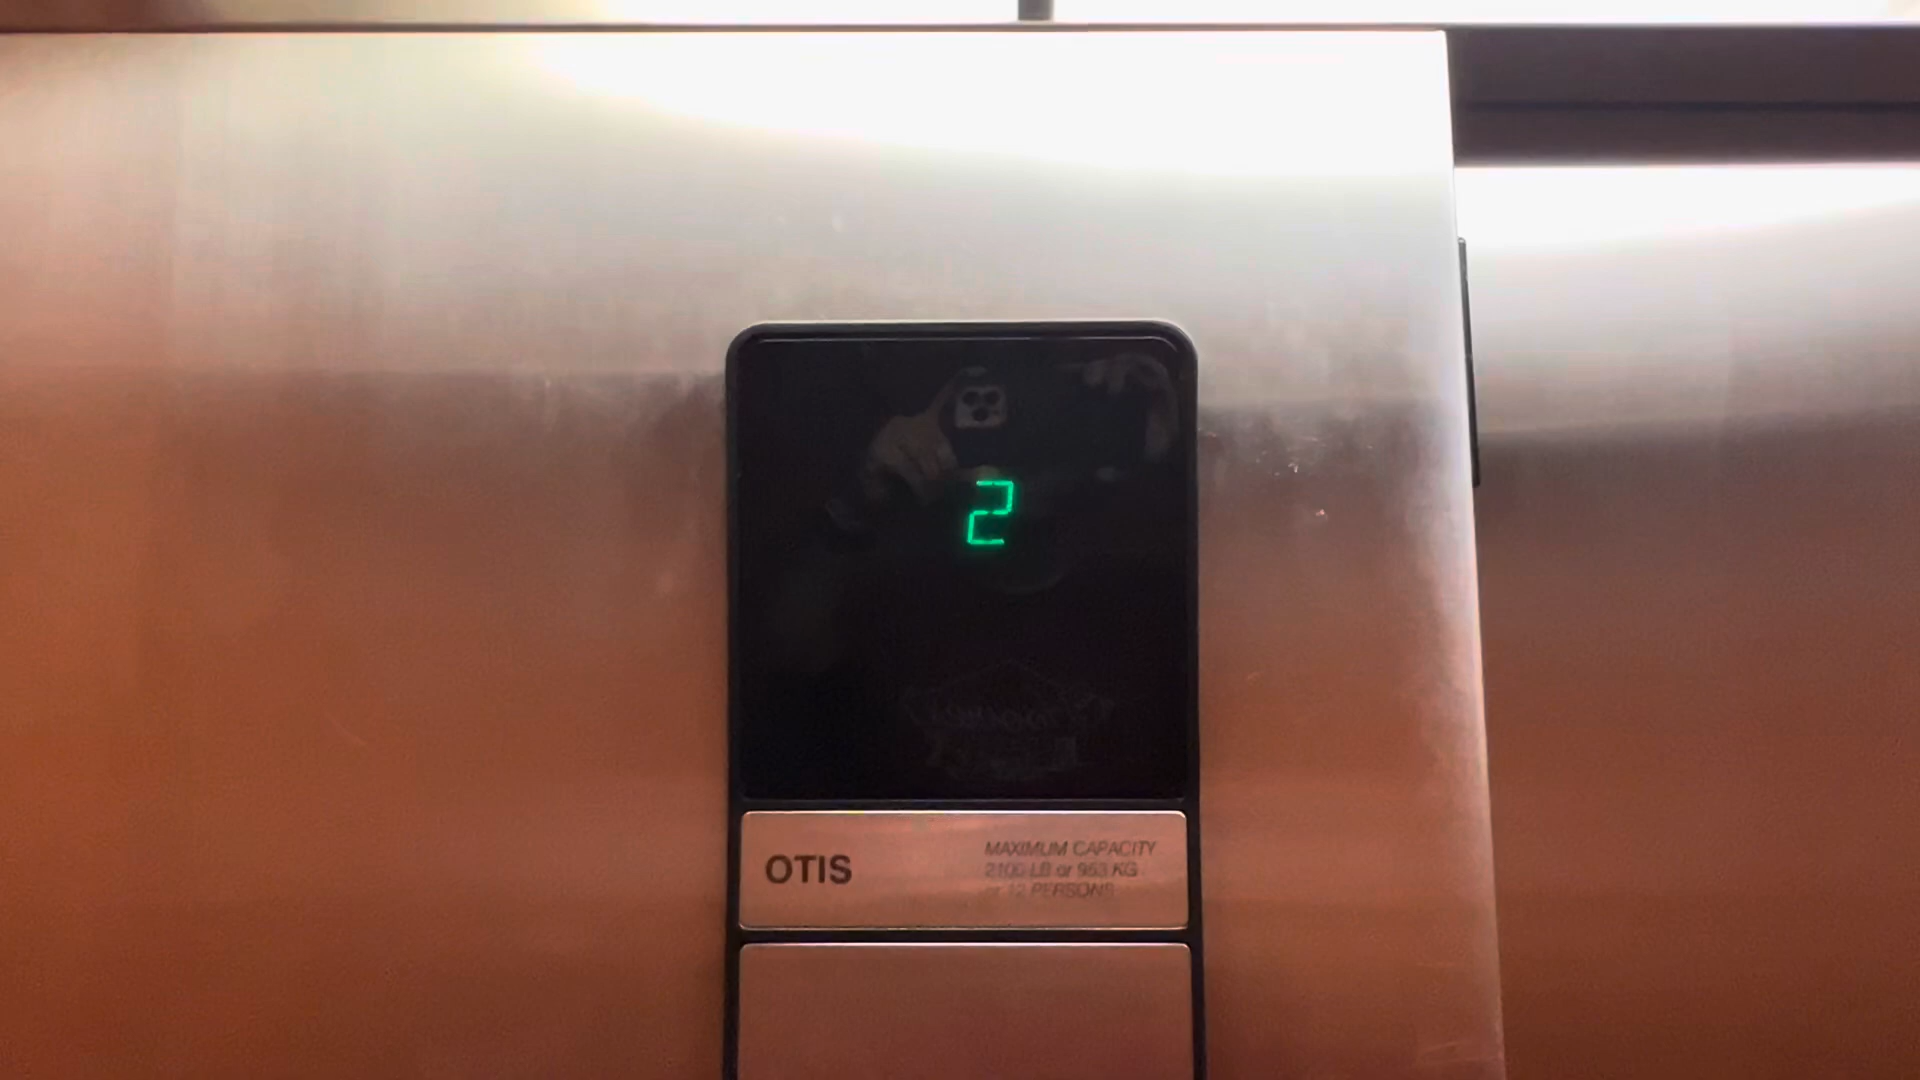 2
OTIS
MAXIMUM CAPACITY
2100 LB or 953 KG
or 12 PERSONS